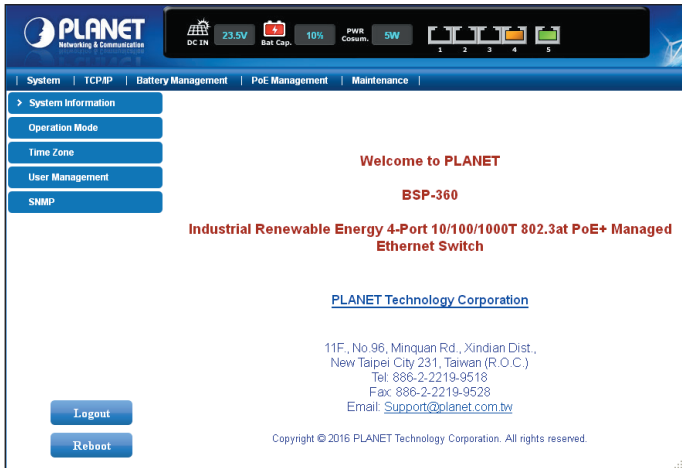 PLANET
Networking & Communication
DC IN
23.5V
Bat Cap.
10%
PWR
Cosum.
5W
1 2 3 4 5
| System | TCP/IP | Battery Management | PoE Management | Maintenance |
> System Information
Operation Mode
Time Zone
User Management
SNMP
Welcome to PLANET
BSP-360
Industrial Renewable Energy 4-Port 10/100/1000T 802.3at PoE+ Managed
Ethernet Switch
PLANET Technology Corporation
11F., No.96, Minquan Rd., Xindian Dist.,
New Taipei City 231, Taiwan (R.O.C.)
Tel: 886-2-2219-9518
Fax: 886-2-2219-9528
Email: Support@planet.com.tw
Copyright © 2016 PLANET Technology Corporation. All rights reserved.
Logout
Reboot